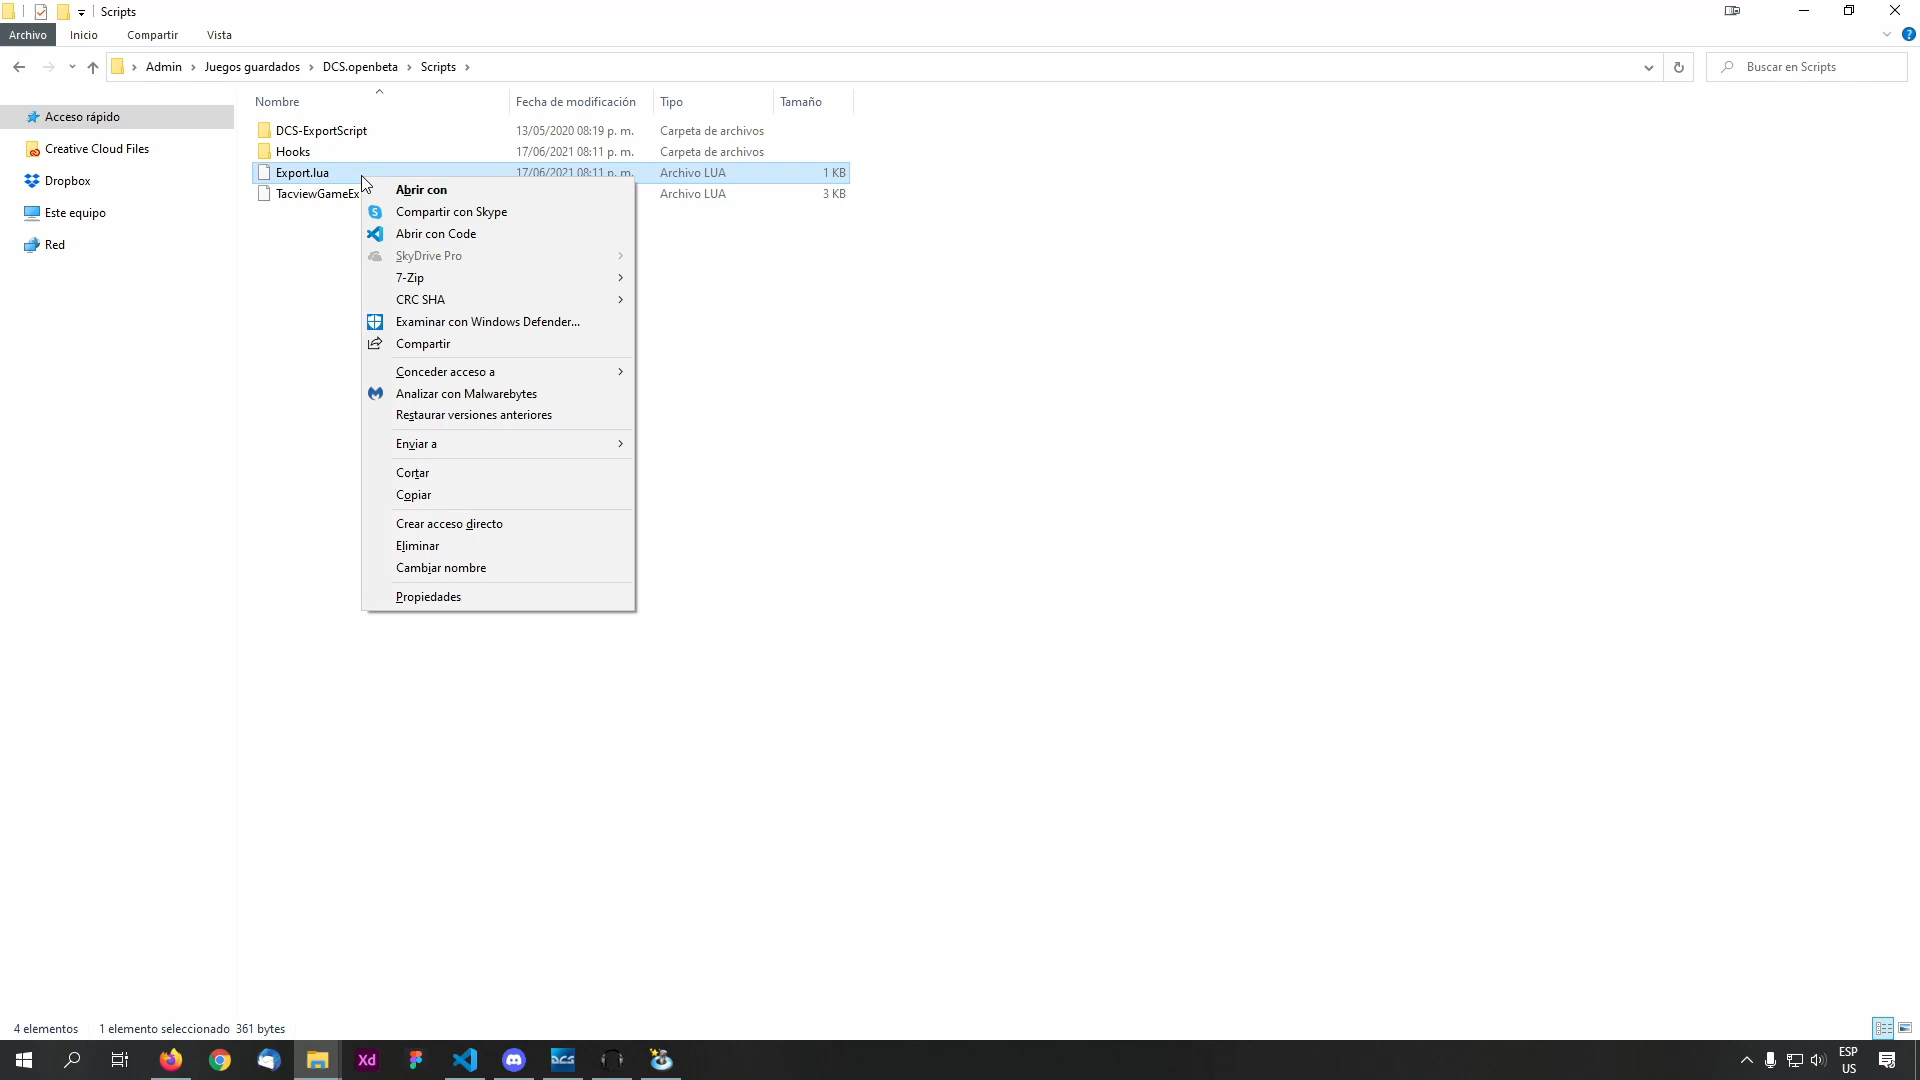 Scripts
Archivo Inicio Compartir Vista
Admin Juegos guardados DCS.openbeta Scripts
Buscar en Scripts
Nombre Fecha de modificación Tipo Tamaño
Acceso rápido
DCS-ExportScript 13/05/2020 08:19 p. m. Carpeta de archivos
Creative Cloud Files
Hooks 17/06/2021 08:11 p. m. Carpeta de archivos
Export.lua 17/06/2021 08:11 p. m. Archivo LUA 1 KB
Dropbox
TacviewGameEx Archivo LUA 3 KB
Este equipo
Red
Abrir con
Compartir con Skype
Abrir con Code
SkyDrive Pro
7-Zip
CRC SHA
Examinar con Windows Defender...
Compartir
Conceder acceso a
Analizar con Malwarebytes
Restaurar versiones anteriores
Enviar a
Cortar
Copiar
Crear acceso directo
Eliminar
Cambiar nombre
Propiedades
4 elementos 1 elemento seleccionado 361 bytes
Xd
DCS
ESP
US